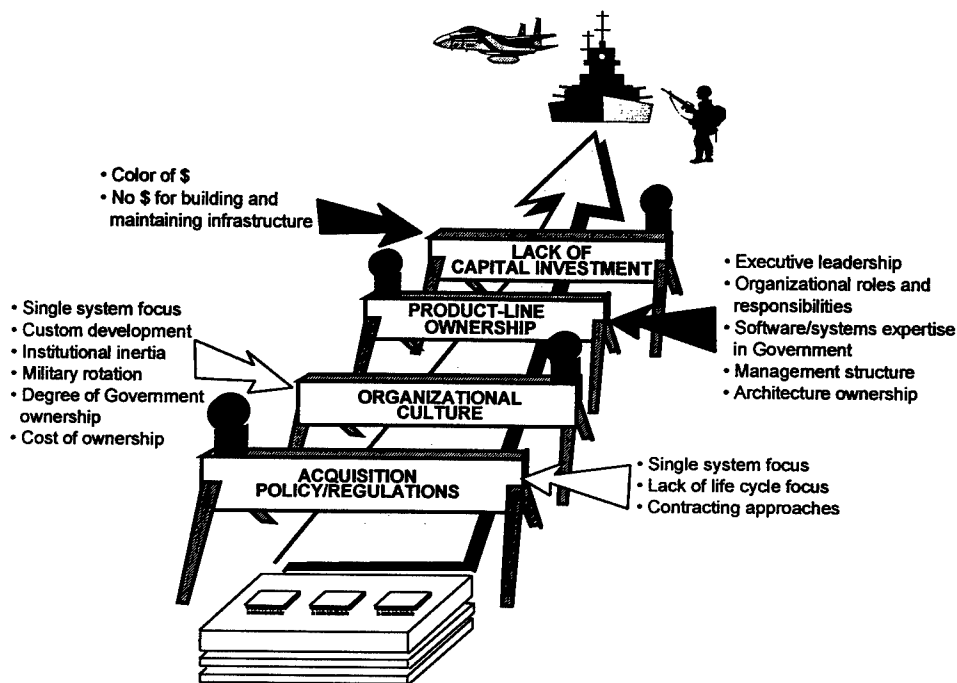 • Color of $
• No $ for building and
maintaining infrastructure
LACK OF
CAPITAL INVESTMENT
• Executive leadership
• Organizational roles and
responsibilities
• Software/systems expertise
in Government
• Management structure
• Architecture ownership
PRODUCT-LINE
OWNERSHIP
• Single system focus
• Custom development
• Institutional inertia
• Military rotation
• Degree of Government
ownership
• Cost of ownership
ORGANIZATIONAL
CULTURE
ACQUISITION
POLICY/REGULATIONS
• Single system focus
• Lack of life cycle focus
• Contracting approaches